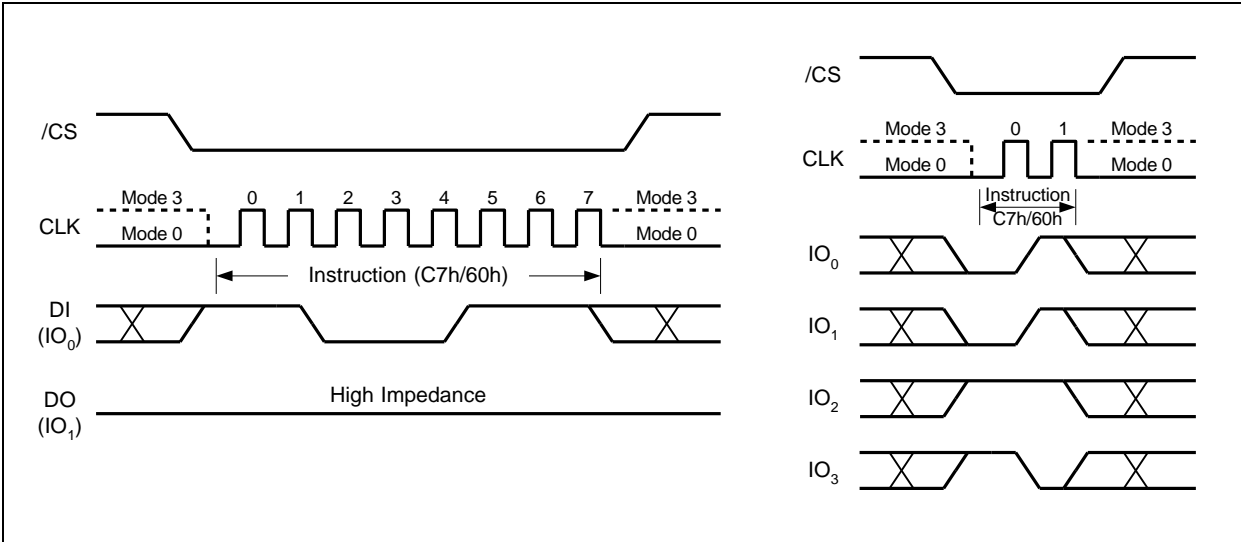 /CS
Mode 3 0 1 2 3 4 5 6 7 Mode 3
CLK
Mode 0 Mode 0
Instruction (C7h/60h)
DI
(IO0)
High Impedance
DO
(IO1)
/CS
Mode 3 0 1 Mode 3
CLK
Mode 0 Mode 0
Instruction
C7h/60h
IO0
IO1
IO2
IO3